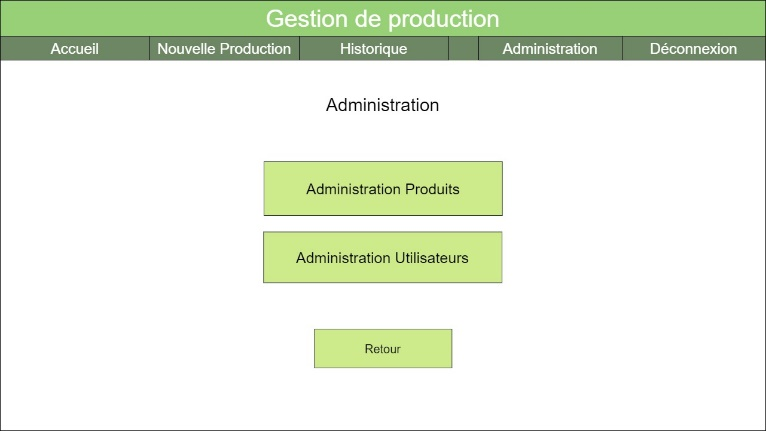 Gestion de production
Accueil Nouvelle Production Historique Administration Déconnexion
Administration
Administration Produits
Administration Utilisateurs
Retour